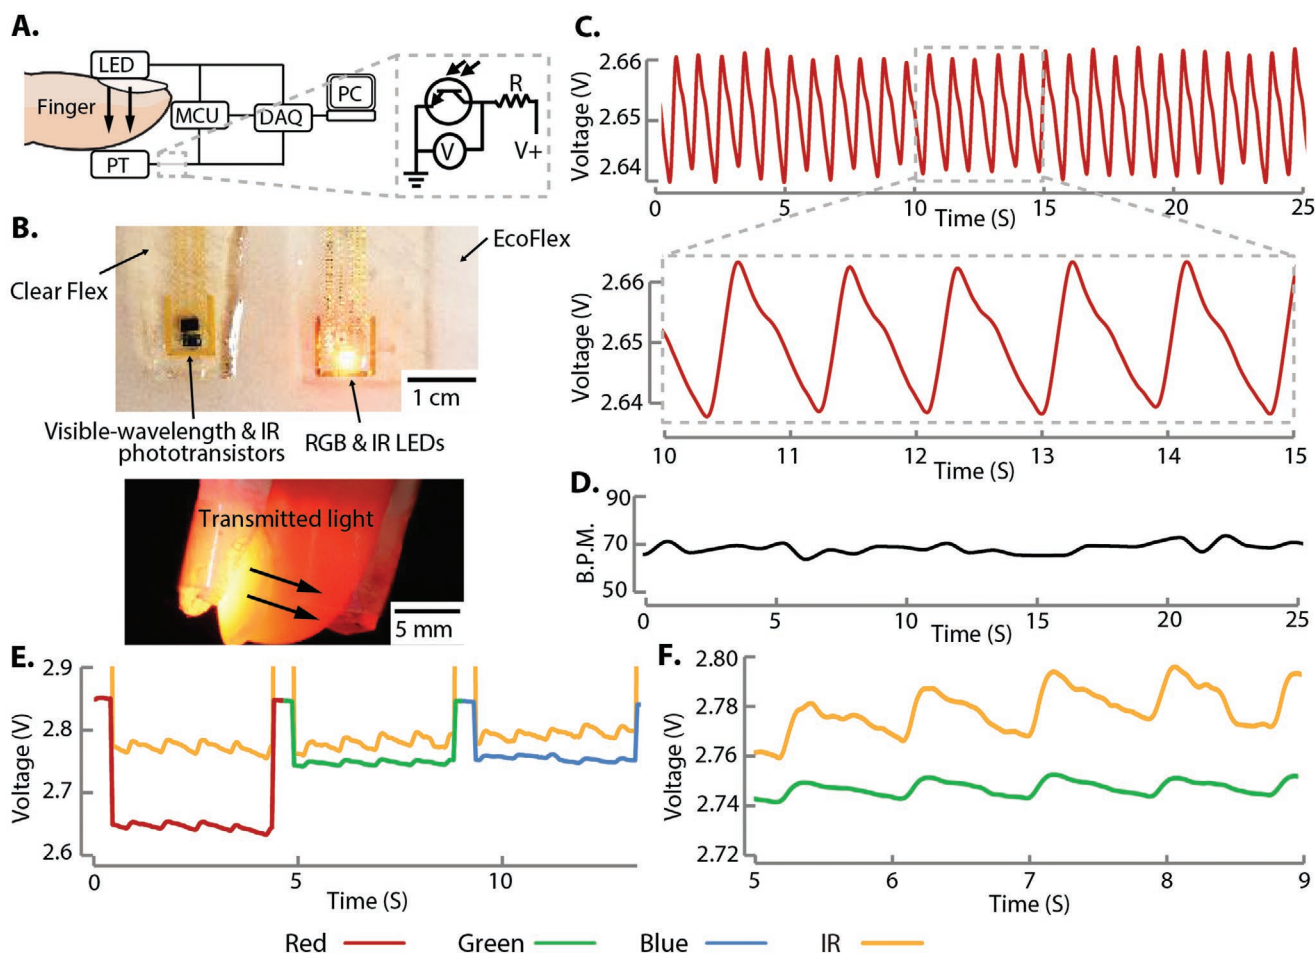 A.
LED
Finger
MCU
DAQ
PC
PT
R
V
V+
B.
EcoFlex
Clear Flex
1 cm
Visible-wavelength & IR
phototransistors
RGB & IR LEDs
Transmitted light
5 mm
C.
Voltage (V)
2.66
2.65
2.64
0 5 10 15 20 25
Time (S)
Voltage (V)
2.66
2.65
2.64
10 11 12 13 14 15
Time (S)
D.
B.P.M.
90
70
50
0 5 10 15 20 25
Time (S)
E.
Voltage (V)
2.9
2.8
2.7
2.6
0 5 10
Time (S)
F.
Voltage (V)
2.80
2.78
2.76
2.74
2.72
5 6 7 8 9
Time (S)
Red Green Blue IR